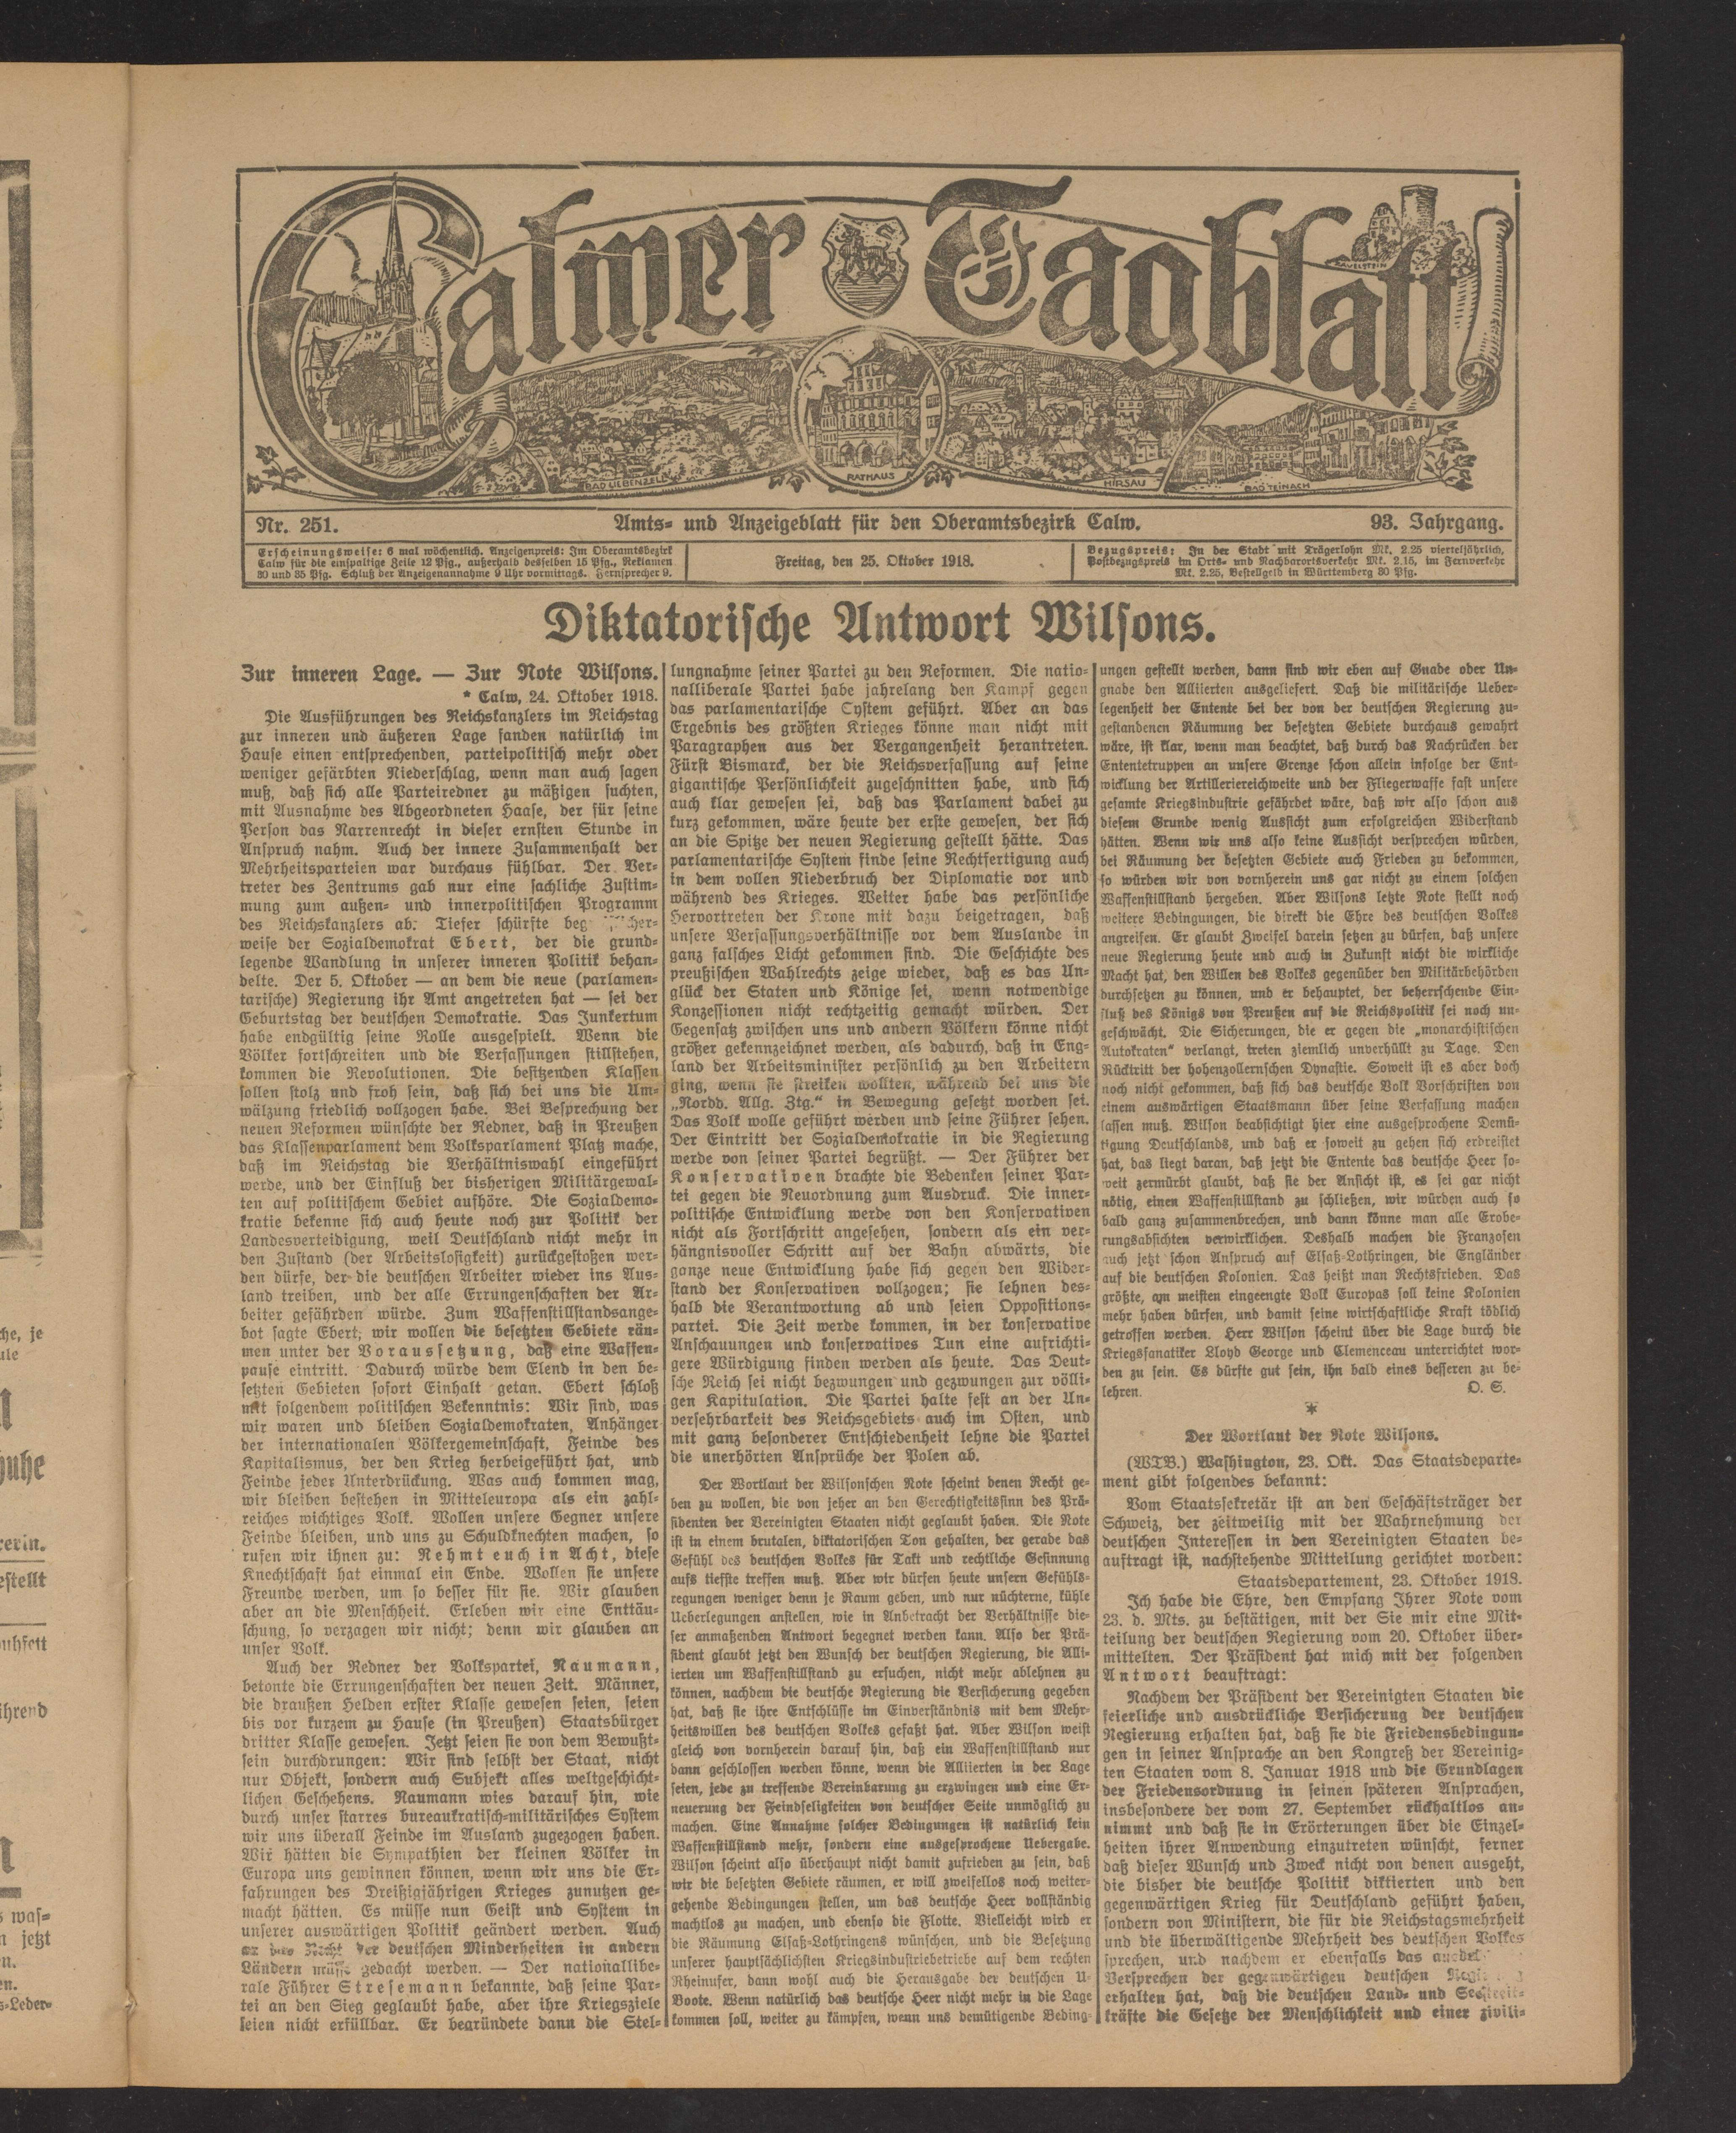 Calwer Tagblatt
ZAVELSTEIN
BAD LIEBENZELL
RATHAUS
HIRSAU
BAD TEINACH
Nr. 251.
Amts- und Anzeigeblatt für den Oberamtsbezirk Calw.
93. Jahrgang.
Erscheinungsweise: 6 mal wöchentlich. Anzeigenpreis: Im Oberamtsbezirk
Calw für die einspaltige Zeile 12 Pfg., außerhalb desselben 15 Pfg., Reklamen
30 und 35 Pfg. Schluß der Anzeigenannahme 9 Uhr vormittags. Fernsprecher 9.
Freitag, den 25. Oktober 1918.
Bezugspreis: In der Stadt mit Trägerlohn Mk. 2.25 vierteljährlich,
Postbezugspreis im Orts- und Nachbarortsverkehr Mk. 2.15, im Fernverkehr
Mk. 2.25, Bestellgeld in Württemberg 30 Pfg.
Diktatorische Antwort Wilsons.
Zur inneren Lage. — Zur Note Wilsons.
* Calw, 24. Oktober 1918.
Die Ausführungen des Reichskanzlers im Reichstag
zur inneren und äußeren Lage fanden natürlich im
Hause einen entsprechenden, parteipolitisch mehr oder
weniger gefärbten Niederschlag, wenn man auch sagen
muß, daß sich alle Parteiredner zu mäßigen suchten,
mit Ausnahme des Abgeordneten Haase, der für seine
Person das Narrenrecht in dieser ernsten Stunde in
Anspruch nahm. Auch der innere Zusammenhalt der
Mehrheitsparteien war durchaus fühlbar. Der Ver-
treter des Zentrums gab nur eine sachliche Zustim-
mung zum außen- und innerpolitischen Programm
des Reichskanzlers ab. Tiefer schürfte
weise der Sozialdemokrat Ebert, der die grund-
legende Wandlung in unserer inneren Politik behan-
delte. Der 5. Oktober — an dem die neue (parlamen-
tarische) Regierung ihr Amt angetreten hat — sei der
Geburtstag der deutschen Demokratie. Das Junkertum
habe endgültig seine Rolle ausgespielt. Wenn die
Völker fortschreiten und die Verfassungen stillstehen,
kommen die Revolutionen. Die besitzenden Klassen
sollen stolz und froh sein, daß sich bei uns die Um-
wälzung friedlich vollzogen habe. Bei Besprechung der
neuen Reformen wünschte der Redner, daß in Preußen
das Klassenparlament dem Volksparlament Platz mache,
daß im Reichstag die Verhältniswahl eingeführt
werde, und der Einfluß der bisherigen Militärgewal-
ten auf politischem Gebiet aufhöre. Die Sozialdemo-
kratie bekenne sich auch heute noch zur Politik der
Landesverteidigung, weil Deutschland nicht mehr in
den Zustand (der Arbeitslosigkeit) zurückgestoßen wer-
den dürfe, der die deutschen Arbeiter wieder ins Aus-
land treiben, und der alle Errungenschaften der Ar-
beiter gefährden würde. Zum Waffenstillstandsange-
bot sagte Ebert; wir wollen die besetzten Gebiete räu-
men unter der Voraussetzung, daß eine Waffen-
pause eintritt. Dadurch würde dem Elend in den be-
setzten Gebieten sofort Einhalt getan. Ebert schloß
mit folgendem politischen Bekenntnis: Wir sind, was
wir waren und bleiben Sozialdemokraten, Anhänger
der internationalen Völkergemeinschaft, Feinde des
Kapitalismus, der den Krieg herbeigeführt hat, und
Feinde jeder Unterdrückung. Was auch kommen mag,
wir bleiben bestehen in Mitteleuropa als ein zahl-
reiches wichtiges Volk. Wollen unsere Gegner unsere
Feinde bleiben, und uns zu Schuldknechten machen, so
rufen wir ihnen zu: Nehmt euch in Acht, diese
Knechtschaft hat einmal ein Ende. Wollen sie unsere
Freunde werden, um so besser für sie. Wir glauben
aber an die Menschheit. Erleben wir eine Enttäu-
schung, so verzagen wir nicht; denn wir glauben an
unser Volk.
Auch der Redner der Volkspartei, Naumann,
betonte die Errungenschaften der neuen Zeit. Männer,
die draußen Helden erster Klasse gewesen seien, seien
bis vor kurzem zu Hause (in Preußen) Staatsbürger
dritter Klasse gewesen. Jetzt seien sie von dem Bewußt-
sein durchdrungen: Wir sind selbst der Staat, nicht
nur Objekt, sondern auch Subjekt alles weltgeschicht-
lichen Geschehens. Naumann wies darauf hin, wie
durch unser starres bureaukratisch-militärisches System
wir uns überall Feinde im Ausland zugezogen haben.
Wir hätten die Sympathien der kleinen Völker in
Europa uns gewinnen können, wenn wir uns die Er-
fahrungen des Dreißigjährigen Krieges zunutzen ge-
macht hätten. Es müsse nun Geist und System in
unserer auswärtigen Politik geändert werden. Auch
an das Recht der deutschen Minderheiten in andern
Ländern müsse gedacht werden. — Der nationallibe-
rale Führer Stresemann bekannte, daß seine Par-
tei an den Sieg geglaubt habe, aber ihre Kriegsziele
seien nicht erfüllbar. Er begründete dann die Stel-
lungnahme seiner Partei zu den Reformen. Die natio-
nalliberale Partei habe jahrelang den Kampf gegen
das parlamentarische System geführt. Aber an das
Ergebnis des größten Krieges könne man nicht mit
Paragraphen aus der Vergangenheit herantreten.
Fürst Bismarck, der die Reichsverfassung auf seine
gigantische Persönlichkeit zugeschnitten habe, und sich
auch klar gewesen sei, daß das Parlament dabei zu
kurz gekommen, wäre heute der erste gewesen, der sich
an die Spitze der neuen Regierung gestellt hätte. Das
parlamentarische System finde seine Rechtfertigung auch
in dem vollen Niederbruch der Diplomatie vor und
während des Krieges. Weiter habe das persönliche
Hervortreten der Krone mit dazu beigetragen, daß
unsere Verfassungsverhältnisse vor dem Auslande in
ganz falsches Licht gekommen sind. Die Geschichte des
preußischen Wahlrechts zeige wieder, daß es das Un-
glück der Staten und Könige sei, wenn notwendige
Konzessionen nicht rechtzeitig gemacht würden. Der
Gegensatz zwischen uns und andern Völkern könne nicht
größer gekennzeichnet werden, als dadurch, daß in Eng-
land der Arbeitsminister persönlich zu den Arbeitern
ging, wenn sie streiken wollten, während bei uns die
„Nordd. Allg. Ztg.“ in Bewegung gesetzt worden sei.
Das Volk wolle geführt werden und seine Führer sehen.
Der Eintritt der Sozialdemokratie in die Regierung
werde von seiner Partei begrüßt. — Der Führer der
Konservativen brachte die Bedenken seiner Par-
tei gegen die Neuordnung zum Ausdruck. Die inner-
politische Entwicklung werde von den Konservativen
nicht als Fortschritt angesehen, sondern als ein ver-
hängnisvoller Schritt auf der Bahn abwärts, die
ganze neue Entwicklung habe sich gegen den Wider-
stand der Konservativen vollzogen; sie lehnen des-
halb die Verantwortung ab und seien Oppositions-
partei. Die Zeit werde kommen, in der konservative
Anschauungen und konservatives Tun eine aufrichti-
gere Würdigung finden werden als heute. Das Deut-
sche Reich sei nicht bezwungen und gezwungen zur völli-
gen Kapitulation. Die Partei halte fest an der Un-
versehrbarkeit des Reichsgebiets auch im Osten, und
mit ganz besonderer Entschiedenheit lehne die Partei
die unerhörten Ansprüche der Polen ab.
Der Wortlaut der Wilsonschen Note scheint denen Recht ge-
ben zu wollen, die von jeher an den Gerechtigkeitssinn des Prä-
sidenten der Vereinigten Staaten nicht geglaubt haben. Die Note
ist in einem brutalen, diktatorischen Ton gehalten, der gerade das
Gefühl des deutschen Volkes für Takt und rechtliche Gesinnung
aufs tiefste treffen muß. Aber wir dürfen heute unsern Gefühls-
regungen weniger denn je Raum geben, und nur nüchterne, kühle
Ueberlegungen anstellen, wie in Anbetracht der Verhältnisse die-
ser anmaßenden Antwort begegnet werden kann. Also der Prä-
sident glaubt jetzt den Wunsch der deutschen Regierung, die Alli-
ierten um Waffenstillstand zu ersuchen, nicht mehr ablehnen zu
können, nachdem die deutsche Regierung die Versicherung gegeben
hat, daß sie ihre Entschlüsse im Einverständnis mit dem Mehr-
heitswillen des deutschen Volkes gefaßt hat. Aber Wilson weist
gleich von vornherein darauf hin, daß ein Waffenstillstand nur
dann geschlossen werden könne, wenn die Alliierten in der Lage
seien, jede zu treffende Vereinbarung zu erzwingen und eine Er-
neuerung der Feindseligkeiten von deutscher Seite unmöglich zu
machen. Eine Annahme solcher Bedingungen ist natürlich kein
Waffenstillstand mehr, sondern eine ausgesprochene Uebergabe.
Wilson scheint also überhaupt nicht damit zufrieden zu sein, daß
wir die besetzten Gebiete räumen, er will zweifellos noch weiter-
gehende Bedingungen stellen, um das deutsche Heer vollständig
machtlos zu machen, und ebenso die Flotte. Vielleicht wird er
die Räumung Elsaß-Lothringens wünschen, und die Besetzung
unserer hauptsächlichsten Kriegsindustriebetriebe auf dem rechten
Rheinufer, dann wohl auch die Herausgabe der deutschen U-
Boote. Wenn natürlich das deutsche Heer nicht mehr in die Lage
kommen soll, weiter zu kämpfen, wenn uns demütigende Beding-
ungen gestellt werden, dann sind wir eben auf Gnade oder Un-
gnade den Alliierten ausgeliefert. Daß die militärische Ueber-
legenheit der Entente bei der von der deutschen Regierung zu-
gestandenen Räumung der besetzten Gebiete durchaus gewahrt
wäre, ist klar, wenn man beachtet, daß durch das Nachrücken der
Ententetruppen an unsere Grenze schon allein infolge der Ent-
wicklung der Artilleriereichweite und der Fliegerwaffe fast unsere
gesamte Kriegsindustrie gefährdet wäre, daß wir also schon aus
diesem Grunde wenig Aussicht zum erfolgreichen Widerstand
hätten. Wenn wir uns also keine Aussicht versprechen würden,
bei Räumung der besetzten Gebiete auch Frieden zu bekommen,
so würden wir von vornherein uns gar nicht zu einem solchen
Waffenstillstand hergeben. Aber Wilsons letzte Note stellt noch
weitere Bedingungen, die direkt die Ehre des deutschen Volkes
angreifen. Er glaubt Zweifel darein setzen zu dürfen, daß unsere
neue Regierung heute und auch in Zukunft nicht die wirkliche
Macht hat, den Willen des Volkes gegenüber den Militärbehörden
durchsetzen zu können, und er behauptet, der beherrschende Ein-
fluß des Königs von Preußen auf die Reichspolitik sei noch un-
geschwächt. Die Sicherungen, die er gegen die „monarchistischen
Autokraten“ verlangt, treten ziemlich unverhüllt zu Tage. Den
Rücktritt der hohenzollernschen Dynastie. Soweit ist es aber doch
noch nicht gekommen, daß sich das deutsche Volk Vorschriften von
einem auswärtigen Staatsmann über seine Verfassung machen
lassen muß. Wilson beabsichtigt hier eine ausgesprochene Demü-
tigung Deutschlands, und daß er soweit zu gehen sich erdreistet
hat, das liegt daran, daß jetzt die Entente das deutsche Heer so-
weit zermürbt glaubt, daß sie der Ansicht ist, es sei gar nicht
nötig, einen Waffenstillstand zu schließen, wir würden auch so
bald ganz zusammenbrechen, und dann könne man alle Erobe-
rungsabsichten verwirklichen. Deshalb machen die Franzosen
auch jetzt schon Anspruch auf Elsaß-Lothringen, die Engländer
auf die deutschen Kolonien. Das heißt man Rechtsfrieden. Das
größte, am meisten eingeengte Volk Europas soll keine Kolonien
mehr haben dürfen, und damit seine wirtschaftliche Kraft tödlich
getroffen werden. Herr Wilson scheint über die Lage durch die
Kriegsfanatiker Lloyd George und Clemenceau unterrichtet wor-
den zu sein. Es dürfte gut sein, ihn bald eines besseren zu be-
lehren. O. S.
*
Der Wortlaut der Note Wilsons.
(WTB.) Washington, 23. Okt. Das Staatsdeparte-
ment gibt folgendes bekannt:
Vom Staatssekretär ist an den Geschäftsträger der
Schweiz, der zeitweilig mit der Wahrnehmung der
deutschen Interessen in den Vereinigten Staaten be-
auftragt ist, nachstehende Mitteilung gerichtet worden:
Staatsdepartement, 23. Oktober 1918.
Ich habe die Ehre, den Empfang Ihrer Note vom
23. d. Mts. zu bestätigen, mit der Sie mir eine Mit-
teilung der deutschen Regierung vom 20. Oktober über-
mittelten. Der Präsident hat mich mit der folgenden
Antwort beauftragt:
Nachdem der Präsident der Vereinigten Staaten die
feierliche und ausdrückliche Versicherung der deutschen
Regierung erhalten hat, daß sie die Friedensbedingun-
gen in seiner Ansprache an den Kongreß der Vereinig-
ten Staaten vom 8. Januar 1918 und die Grundlagen
der Friedensordnung in seinen späteren Ansprachen,
insbesondere der vom 27. September rückhaltlos an-
nimmt und daß sie in Erörterungen über die Einzel-
heiten ihrer Anwendung einzutreten wünscht, ferner
daß dieser Wunsch und Zweck nicht von denen ausgeht,
die bisher die deutsche Politik diktierten und den
gegenwärtigen Krieg für Deutschland geführt haben,
sondern von Ministern, die für die Reichstagsmehrheit
und die überwältigende Mehrheit des deutschen Volkes
sprechen, und nachdem er ebenfalls das
Versprechen der gegenwärtigen deutschen
erhalten hat, daß die deutschen Land- und Seestreit-
kräfte die Gesetze der Menschlichkeit und einer zivili-